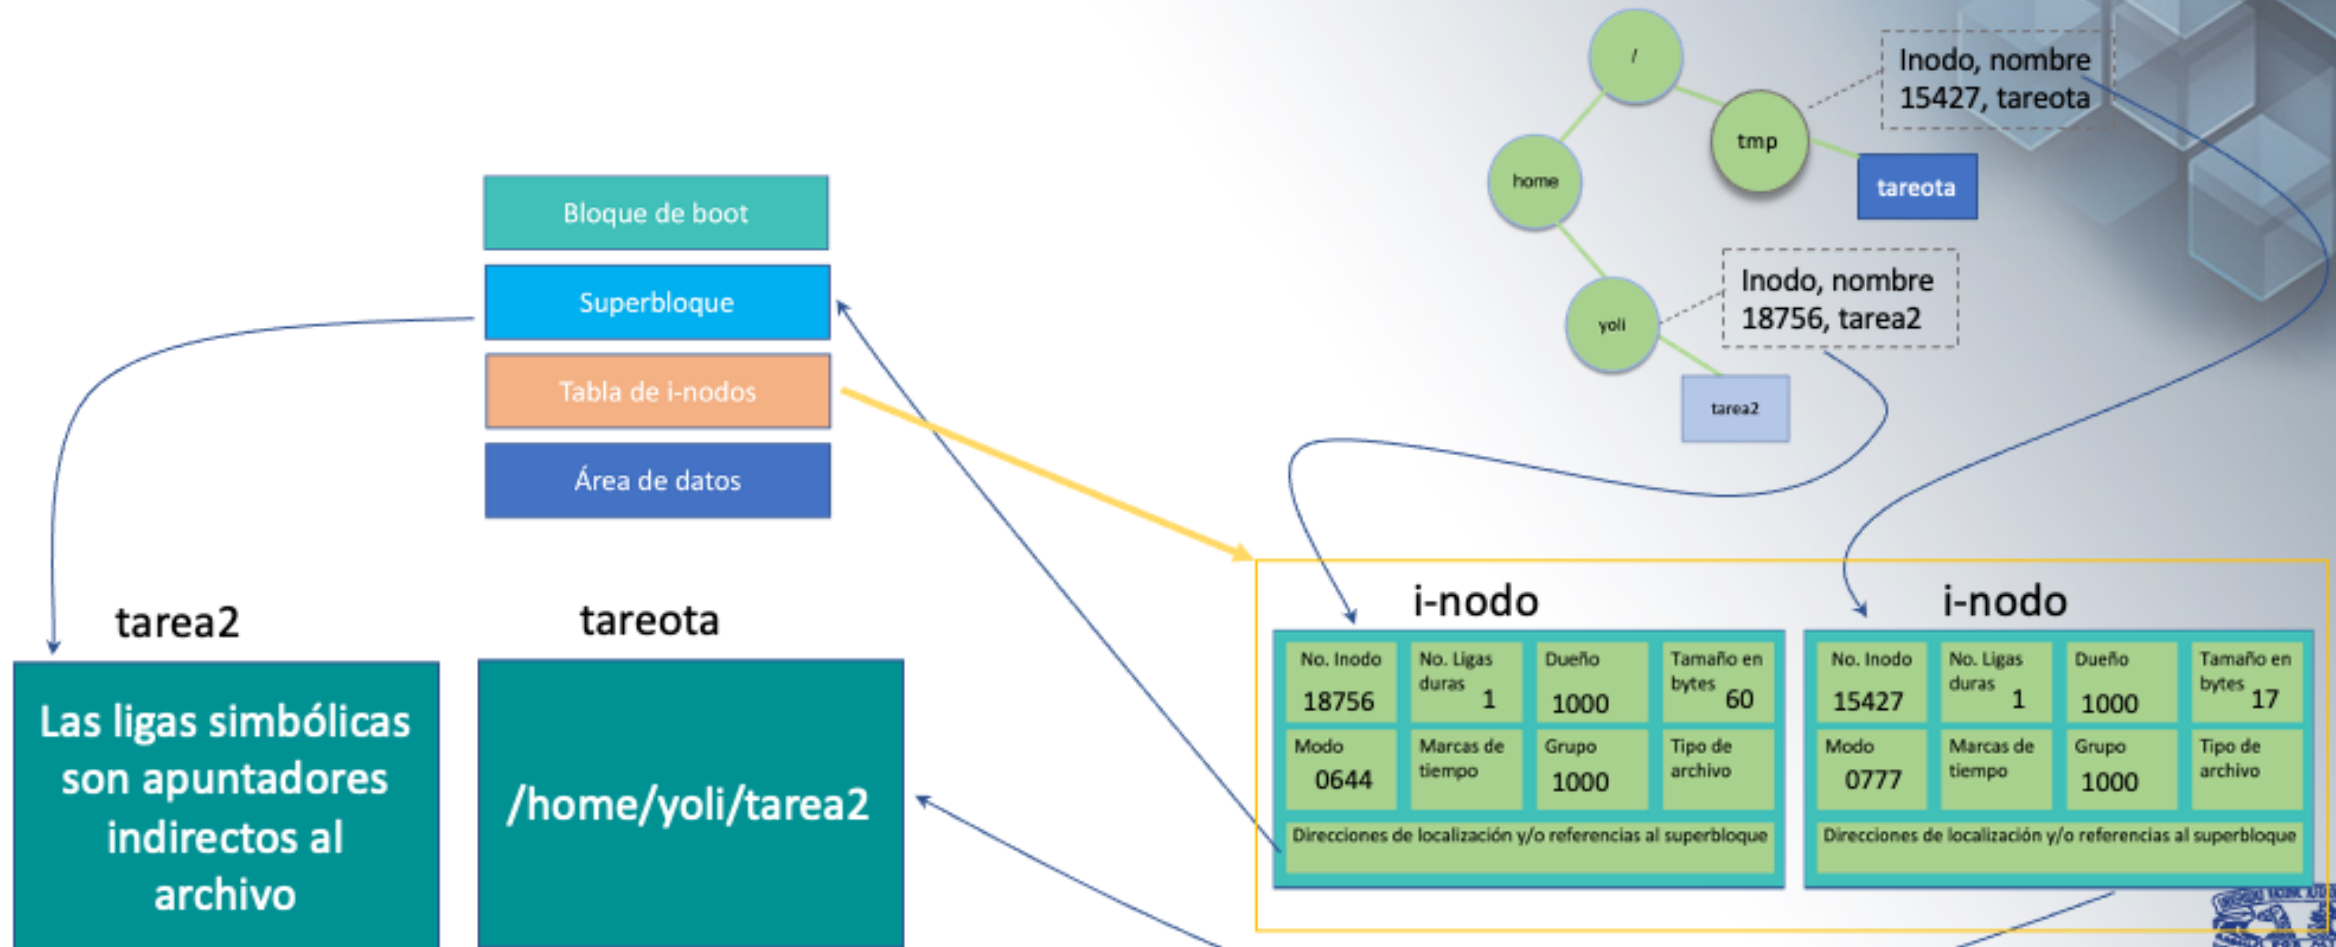 /
Inodo, nombre
15427, tareota
tmp
home
tareota
Bloque de boot
Superbloque
Tabla de i-nodos
Área de datos
Inodo, nombre
18756, tarea2
yoli
tarea2
tarea2
Las ligas simbólicas
son apuntadores
indirectos al
archivo
tareota
/home/yoli/tarea2
i-nodo
No. Inodo
18756
No. Ligas
duras 1
Dueño
1000
Tamaño en
bytes 60
Modo
0644
Marcas de
tiempo
Grupo
1000
Tipo de
archivo
Direcciones de localización y/o referencias al superbloque
i-nodo
No. Inodo
15427
No. Ligas
duras 1
Dueño
1000
Tamaño en
bytes 17
Modo
0777
Marcas de
tiempo
Grupo
1000
Tipo de
archivo
Direcciones de localización y/o referencias al superbloque